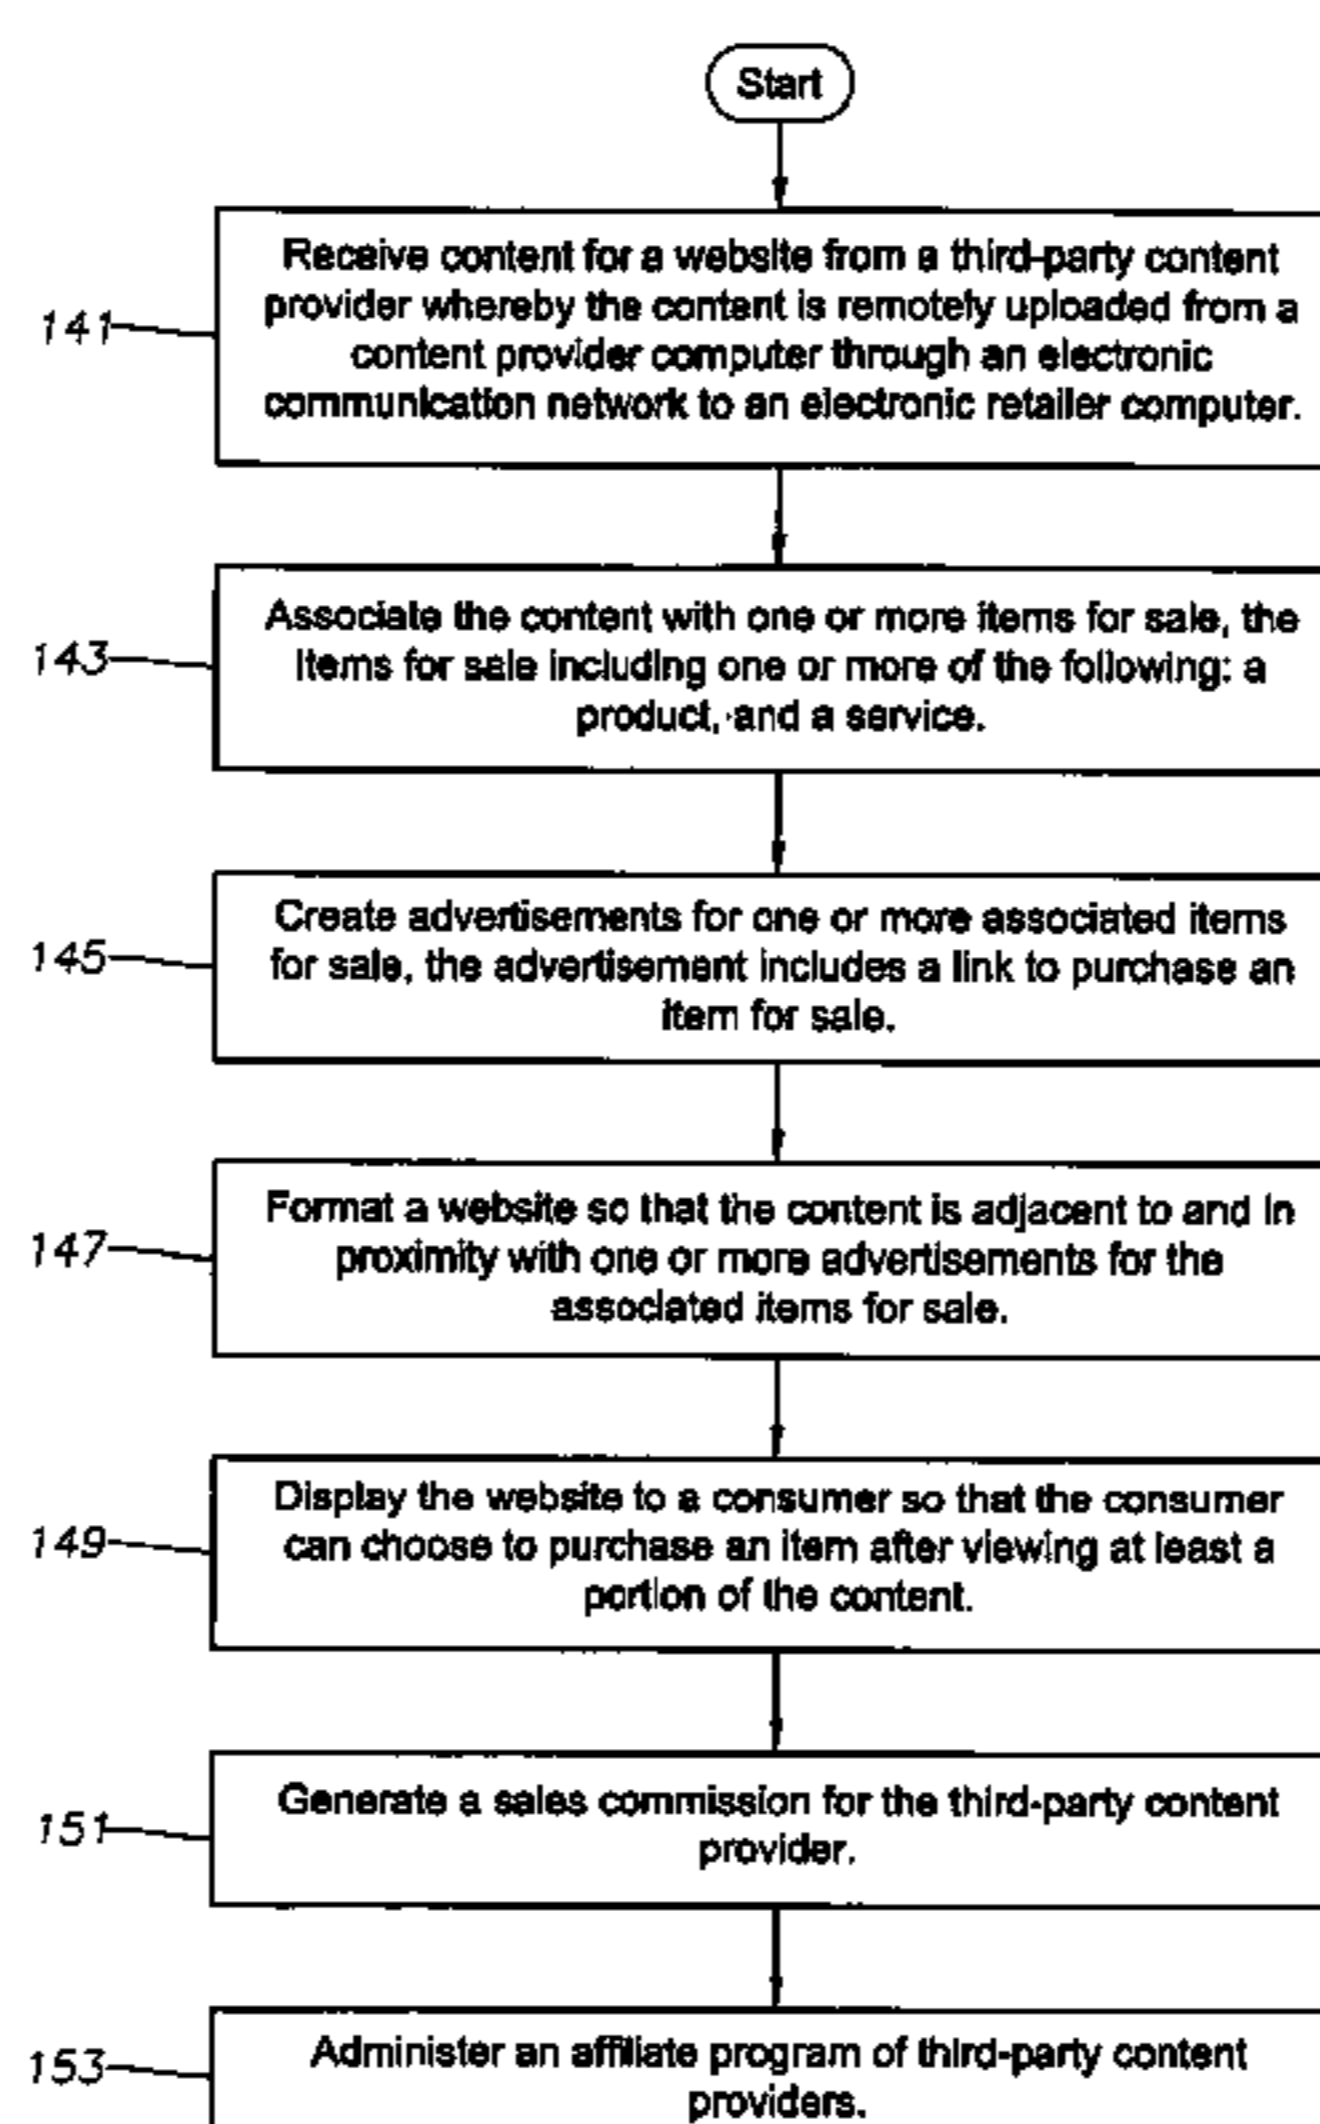 Start
141
Receive content for a website from a third-party content
provider whereby the content is remotely uploaded from a
content provider computer through an electronic
communication network to an electronic retailer computer.
143
Associate the content with one or more items for sale, the
items for sale including one or more of the following: a
product, and a service.
145
Create advertisements for one or more associated items
for sale, the advertisement includes a link to purchase an
item for sale.
147
Format a website so that the content is adjacent to and in
proximity with one or more advertisements for the
associated items for sale.
149
Display the website to a consumer so that the consumer
can choose to purchase an item after viewing at least a
portion of the content.
151
Generate a sales commission for the third-party content
provider.
153
Administer an affiliate program of third-party content
providers.